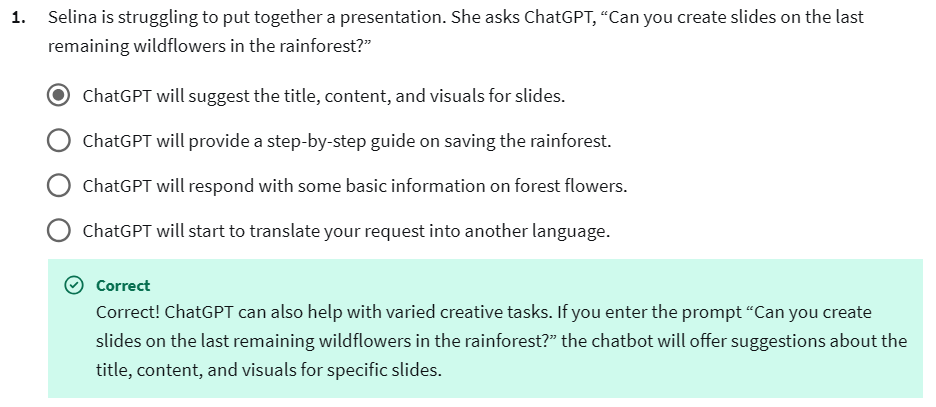 1. Selina is struggling to put together a presentation. She asks ChatGPT, “Can you create slides on the last
remaining wildflowers in the rainforest?”
ChatGPT will suggest the title, content, and visuals for slides.
ChatGPT will provide a step-by-step guide on saving the rainforest.
ChatGPT will respond with some basic information on forest flowers.
ChatGPT will start to translate your request into another language.
Correct
Correct! ChatGPT can also help with varied creative tasks. If you enter the prompt “Can you create
slides on the last remaining wildflowers in the rainforest?” the chatbot will offer suggestions about the
title, content, and visuals for specific slides.